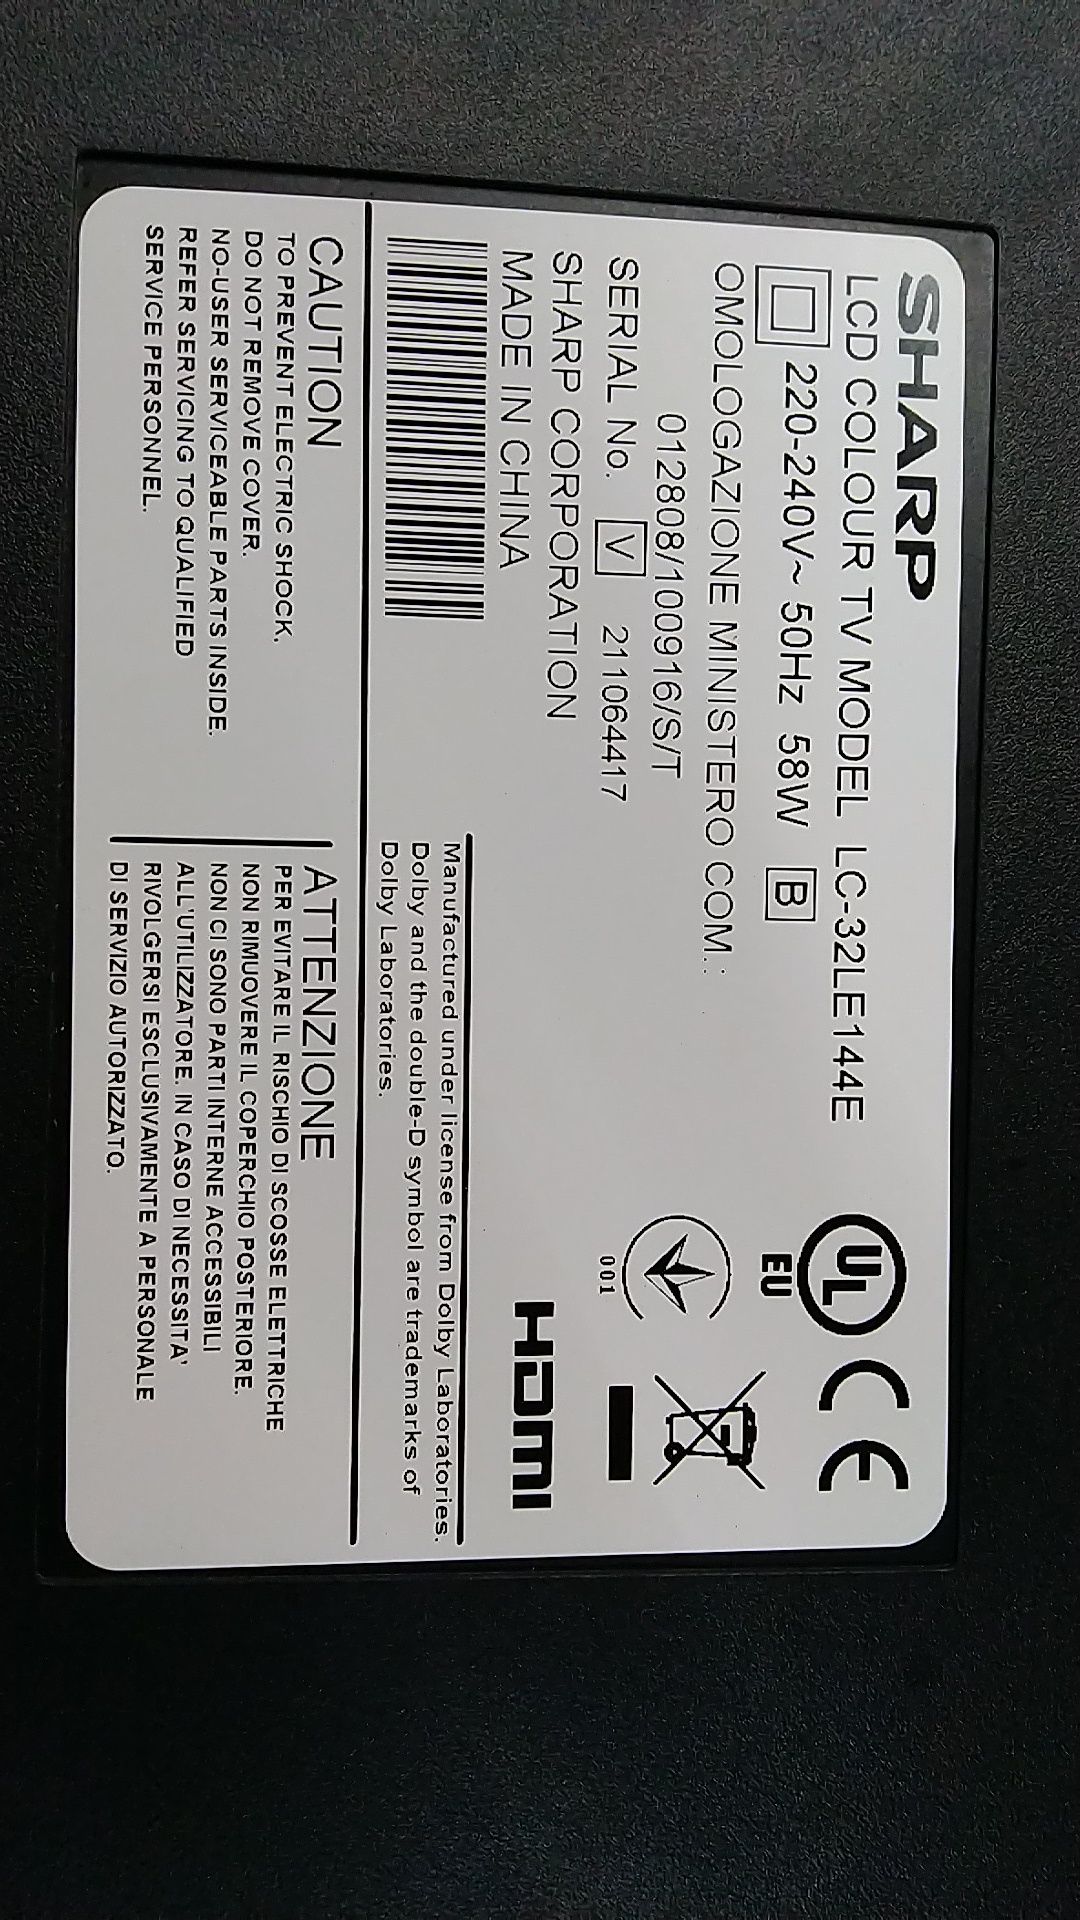 SHARP
LCD COLOUR TV MODEL LC-32LE144E
220-240V~ 50Hz 58W B
OMOLOGAZIONE MINISTERO COM.:
012808/100916/S/T
SERIAL No. V 211064417
SHARP CORPORATION
MADE IN CHINA
UL
EU
CE
001
HDMI
Manufactured under license from Dolby Laboratories.
Dolby and the double-D symbol are trademarks of
Dolby Laboratories.
CAUTION
TO PREVENT ELECTRIC SHOCK.
DO NOT REMOVE COVER.
NO-USER SERVICEABLE PARTS INSIDE.
REFER SERVICING TO QUALIFIED
SERVICE PERSONNEL.
ATTENZIONE
PER EVITARE IL RISCHIO DI SCOSSE ELETTRICHE
NON RIMUOVERE IL COPERCHIO POSTERIORE.
NON CI SONO PARTI INTERNE ACCESSIBILI
ALL'UTILIZZATORE. IN CASO DI NECESSITA'
RIVOLGERSI ESCLUSIVAMENTE A PERSONALE
DI SERVIZIO AUTORIZZATO.